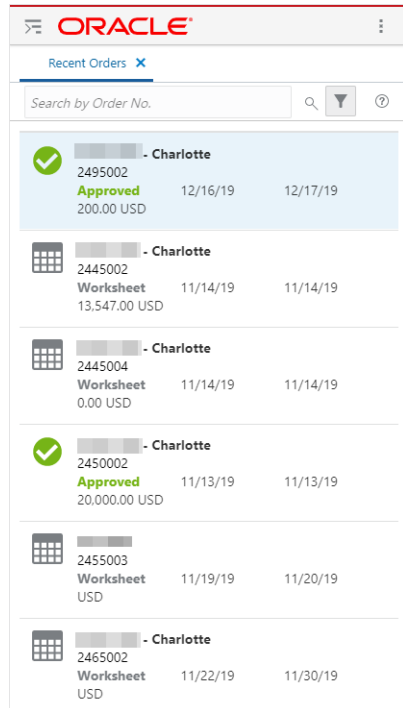 ORACLE
Recent Orders
Search by Order No.
- Charlotte
2495002
Approved 12/16/19 12/17/19
200.00 USD
- Charlotte
2445002
Worksheet 11/14/19 11/14/19
13,547.00 USD
- Charlotte
2445004
Worksheet 11/14/19 11/14/19
0.00 USD
- Charlotte
2450002
Approved 11/13/19 11/13/19
20,000.00 USD
2455003
Worksheet 11/19/19 11/20/19
USD
- Charlotte
2465002
Worksheet 11/22/19 11/30/19
USD